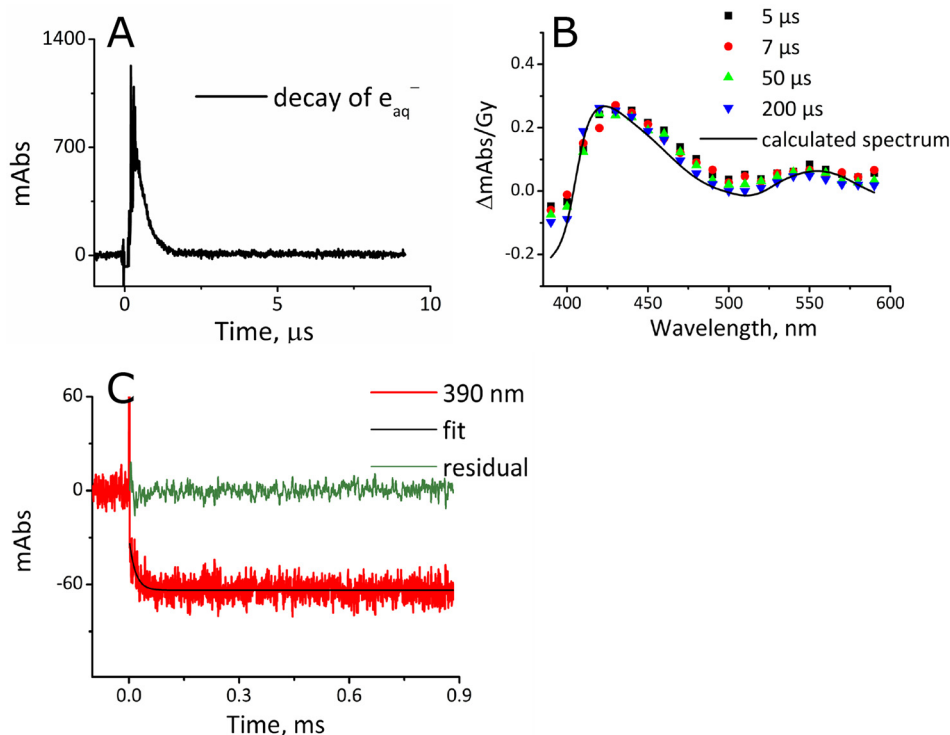 A
1400
700
0
mAbs
decay of eaq⁻
0
5
10
Time, μs
B
5 μs
7 μs
50 μs
200 μs
calculated spectrum
0.4
0.2
0.0
-0.2
ΔmAbs/Gy
400
450
500
550
600
Wavelength, nm
C
390 nm
fit
residual
60
0
-60
mAbs
0.0
0.3
0.6
0.9
Time, ms